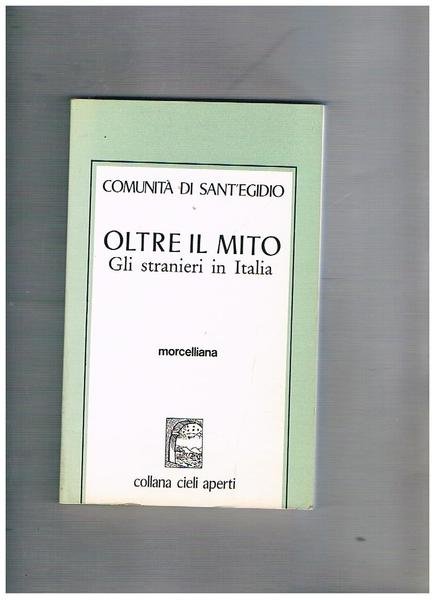 COMUNITÀ DI SANT'EGIDIO
OLTRE IL MITO
Gli stranieri in Italia
morcelliana
collana cieli aperti